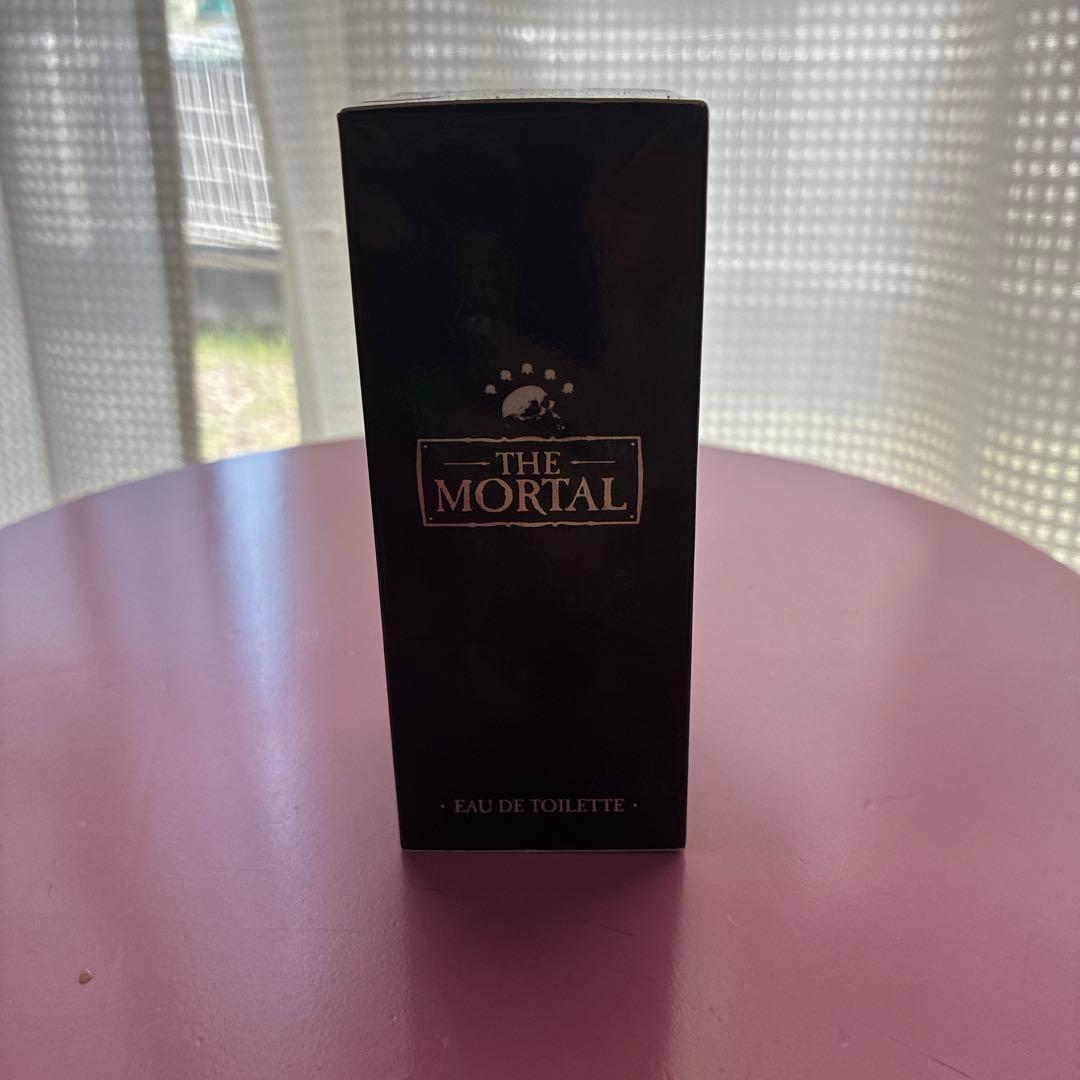 THE
MORTAL
· EAU DE TOILETTE ·